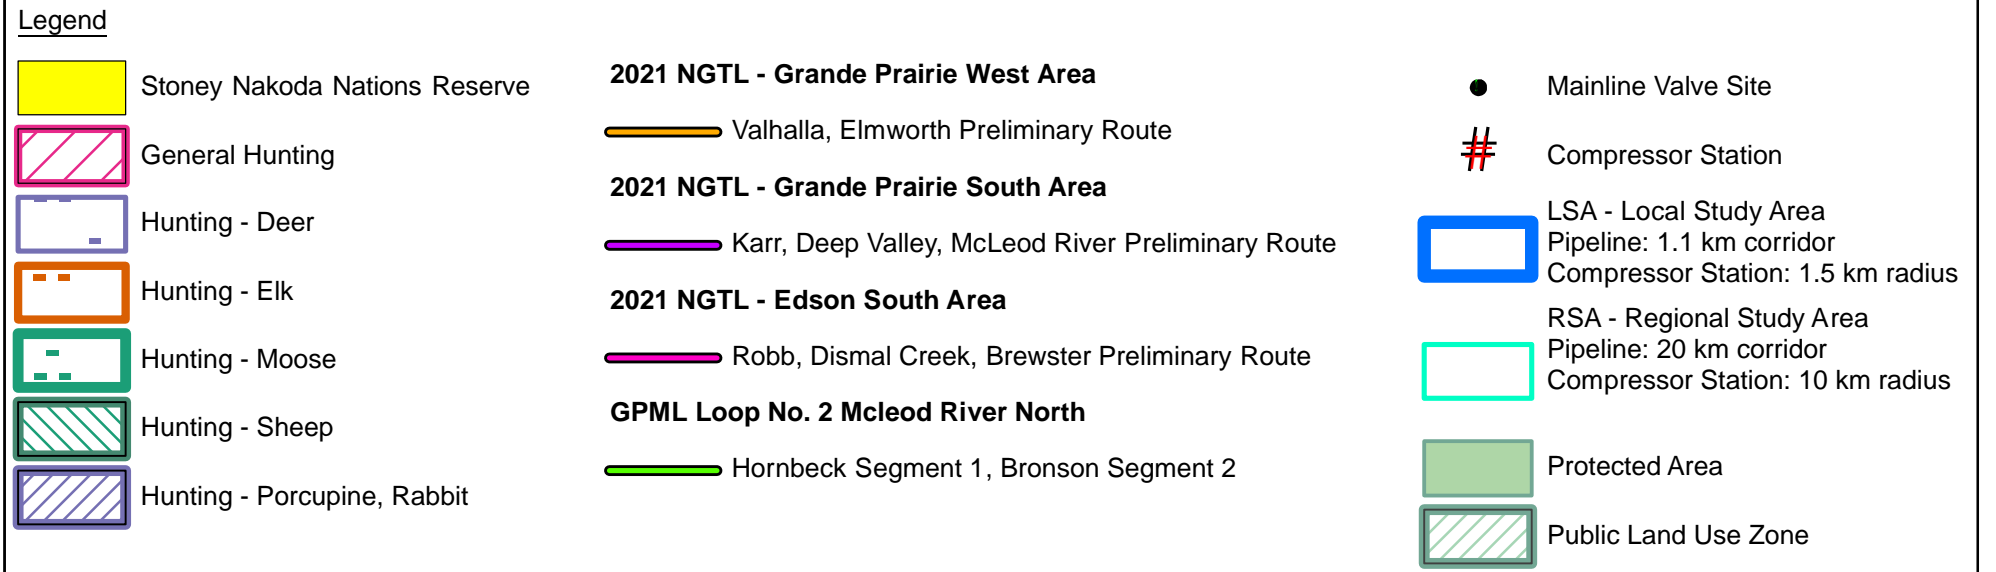 Legend
Stoney Nakoda Nations Reserve
General Hunting
Hunting - Deer
Hunting - Elk
Hunting - Moose
Hunting - Sheep
Hunting - Porcupine, Rabbit
2021 NGTL - Grande Prairie West Area
Valhalla, Elmworth Preliminary Route
2021 NGTL - Grande Prairie South Area
Karr, Deep Valley, McLeod River Preliminary Route
2021 NGTL - Edson South Area
Robb, Dismal Creek, Brewster Preliminary Route
GPML Loop No. 2 Mcleod River North
Hornbeck Segment 1, Bronson Segment 2
Mainline Valve Site
Compressor Station
LSA - Local Study Area
Pipeline: 1.1 km corridor
Compressor Station: 1.5 km radius
RSA - Regional Study Area
Pipeline: 20 km corridor
Compressor Station: 10 km radius
Protected Area
Public Land Use Zone